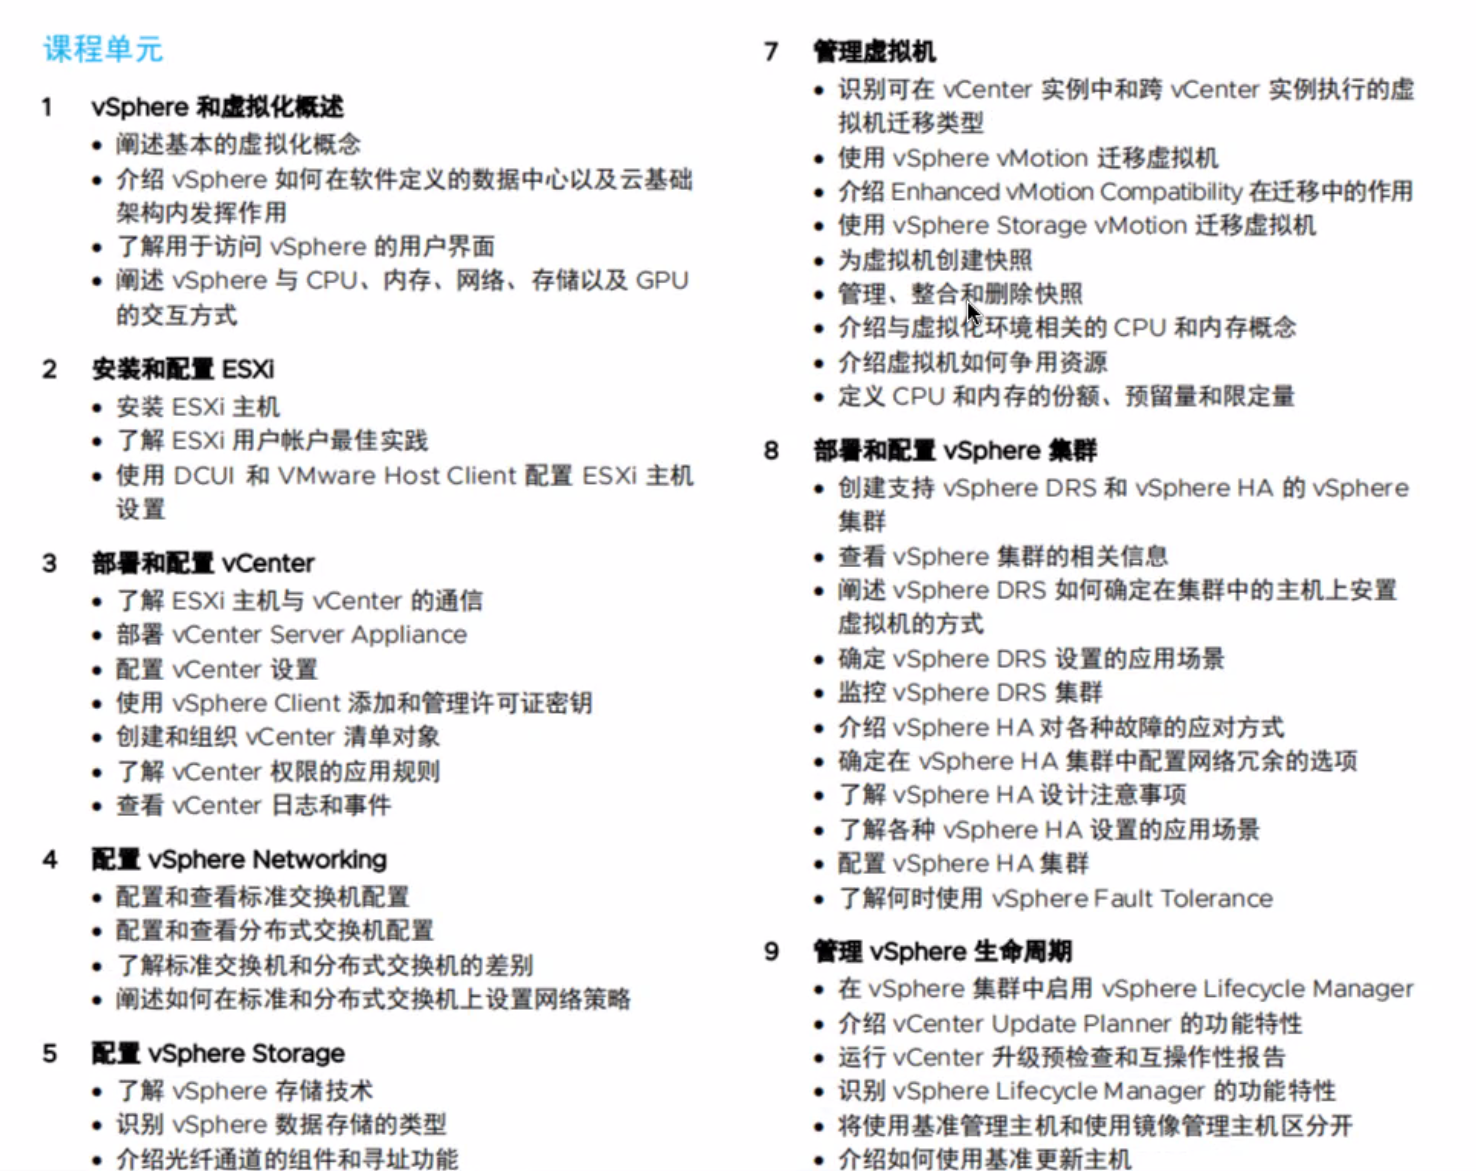 课程单元
1 vSphere 和虚拟化概述
• 阐述基本的虚拟化概念
• 介绍 vSphere 如何在软件定义的数据中心以及云基础
架构内发挥作用
• 了解用于访问 vSphere 的用户界面
• 阐述 vSphere 与 CPU、内存、网络、存储以及 GPU
的交互方式
2 安装和配置 ESXi
• 安装 ESXi 主机
• 了解 ESXi 用户帐户最佳实践
• 使用 DCUI 和 VMware Host Client 配置 ESXi 主机
设置
3 部署和配置 vCenter
• 了解 ESXi 主机与 vCenter 的通信
• 部署 vCenter Server Appliance
• 配置 vCenter 设置
• 使用 vSphere Client 添加和管理许可证密钥
• 创建和组织 vCenter 清单对象
• 了解 vCenter 权限的应用规则
• 查看 vCenter 日志和事件
4 配置 vSphere Networking
• 配置和查看标准交换机配置
• 配置和查看分布式交换机配置
• 了解标准交换机和分布式交换机的差别
• 阐述如何在标准和分布式交换机上设置网络策略
5 配置 vSphere Storage
• 了解 vSphere 存储技术
• 识别 vSphere 数据存储的类型
• 介绍光纤通道的组件和寻址功能
7 管理虚拟机
• 识别可在 vCenter 实例中和跨 vCenter 实例执行的虚
拟机迁移类型
• 使用 vSphere vMotion 迁移虚拟机
• 介绍 Enhanced vMotion Compatibility 在迁移中的作用
• 使用 vSphere Storage vMotion 迁移虚拟机
• 为虚拟机创建快照
• 管理、整合和删除快照
• 介绍与虚拟化环境相关的 CPU 和内存概念
• 介绍虚拟机如何争用资源
• 定义 CPU 和内存的份额、预留量和限定量
8 部署和配置 vSphere 集群
• 创建支持 vSphere DRS 和 vSphere HA 的 vSphere
集群
• 查看 vSphere 集群的相关信息
• 阐述 vSphere DRS 如何确定在集群中的主机上安置
虚拟机的方式
• 确定 vSphere DRS 设置的应用场景
• 监控 vSphere DRS 集群
• 介绍 vSphere HA 对各种故障的应对方式
• 确定在 vSphere HA 集群中配置网络冗余的选项
• 了解 vSphere HA 设计注意事项
• 了解各种 vSphere HA 设置的应用场景
• 配置 vSphere HA 集群
• 了解何时使用 vSphere Fault Tolerance
9 管理 vSphere 生命周期
• 在 vSphere 集群中启用 vSphere Lifecycle Manager
• 介绍 vCenter Update Planner 的功能特性
• 运行 vCenter 升级预检查和互操作性报告
• 识别 vSphere Lifecycle Manager 的功能特性
• 将使用基准管理主机和使用镜像管理主机区分开
• 介绍如何使用基准更新主机